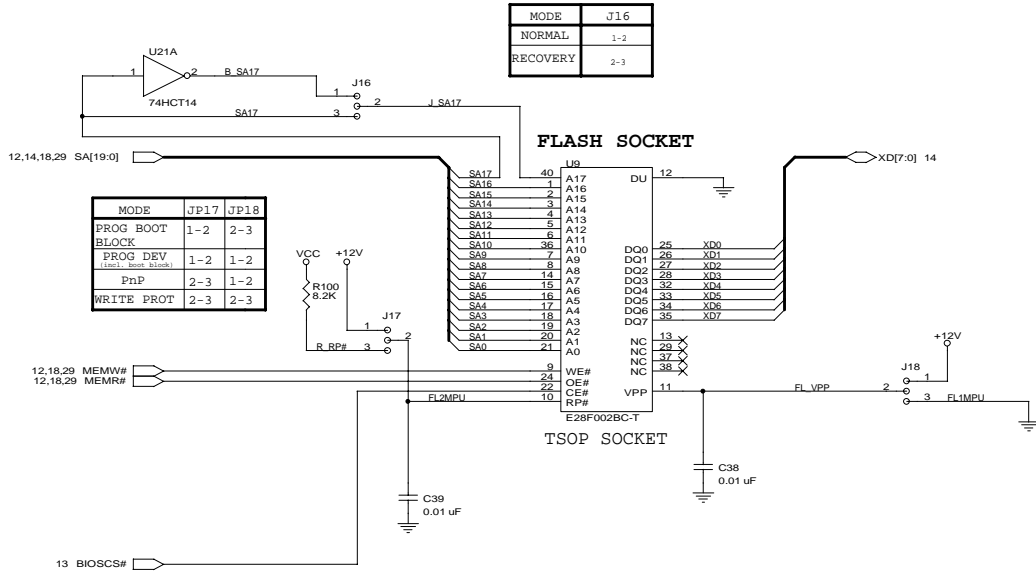 MODE J16
NORMAL 1-2
RECOVERY 2-3
U21A
1 2 B_SA17
74HCT14
J16
1
2 J_SA17
SA17 3
FLASH SOCKET
12,14,18,29 SA[19:0]
XD[7:0] 14
U9
SA17 40 A17
SA16 1 A16
SA15 2 A15
SA14 3 A14
SA13 4 A13
SA12 5 A12
SA11 6 A11
SA10 36 A10
SA9 7 A9
SA8 8 A8
SA7 14 A7
SA6 15 A6
SA5 16 A5
SA4 17 A4
SA3 18 A3
SA2 19 A2
SA1 20 A1
SA0 21 A0
DU 12
DQ0 25 XD0
DQ1 26 XD1
DQ2 27 XD2
DQ3 28 XD3
DQ4 32 XD4
DQ5 33 XD5
DQ6 34 XD6
DQ7 35 XD7
NC 13
NC 29
NC 37
NC 38
MODE JP17 JP18
PROG BOOT BLOCK 1-2 2-3
PROG DEV 1-2 1-2
(incl. boot block)
PnP 2-3 1-2
WRITE PROT 2-3 2-3
VCC +12V
R100
8.2K
J17
1
2
R_RP# 3
12,18,29 MEMW# 9 WE#
12,18,29 MEMR# 24 OE#
22 CE#
FL2MPU 10 RP#
VPP 11 FL_VPP 2
+12V
J18
1
3 FL1MPU
E28F002BC-T
TSOP SOCKET
C38
0.01 uF
C39
0.01 uF
13 BIOSCS#